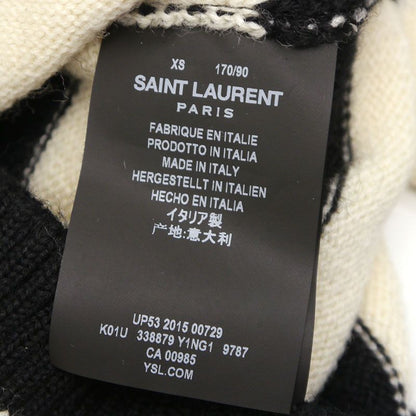 XS 170/90
SAINT LAURENT
PARIS
FABRIQUE EN ITALIE
PRODOTTO IN ITALIA
MADE IN ITALY
HERGESTELLT IN ITALIEN
HECHO EN ITALIA
イタリア製
产地:意大利
UP53 2015 00729
K01U 338879 Y1NG1 9787
CA 00985
YSL.COM